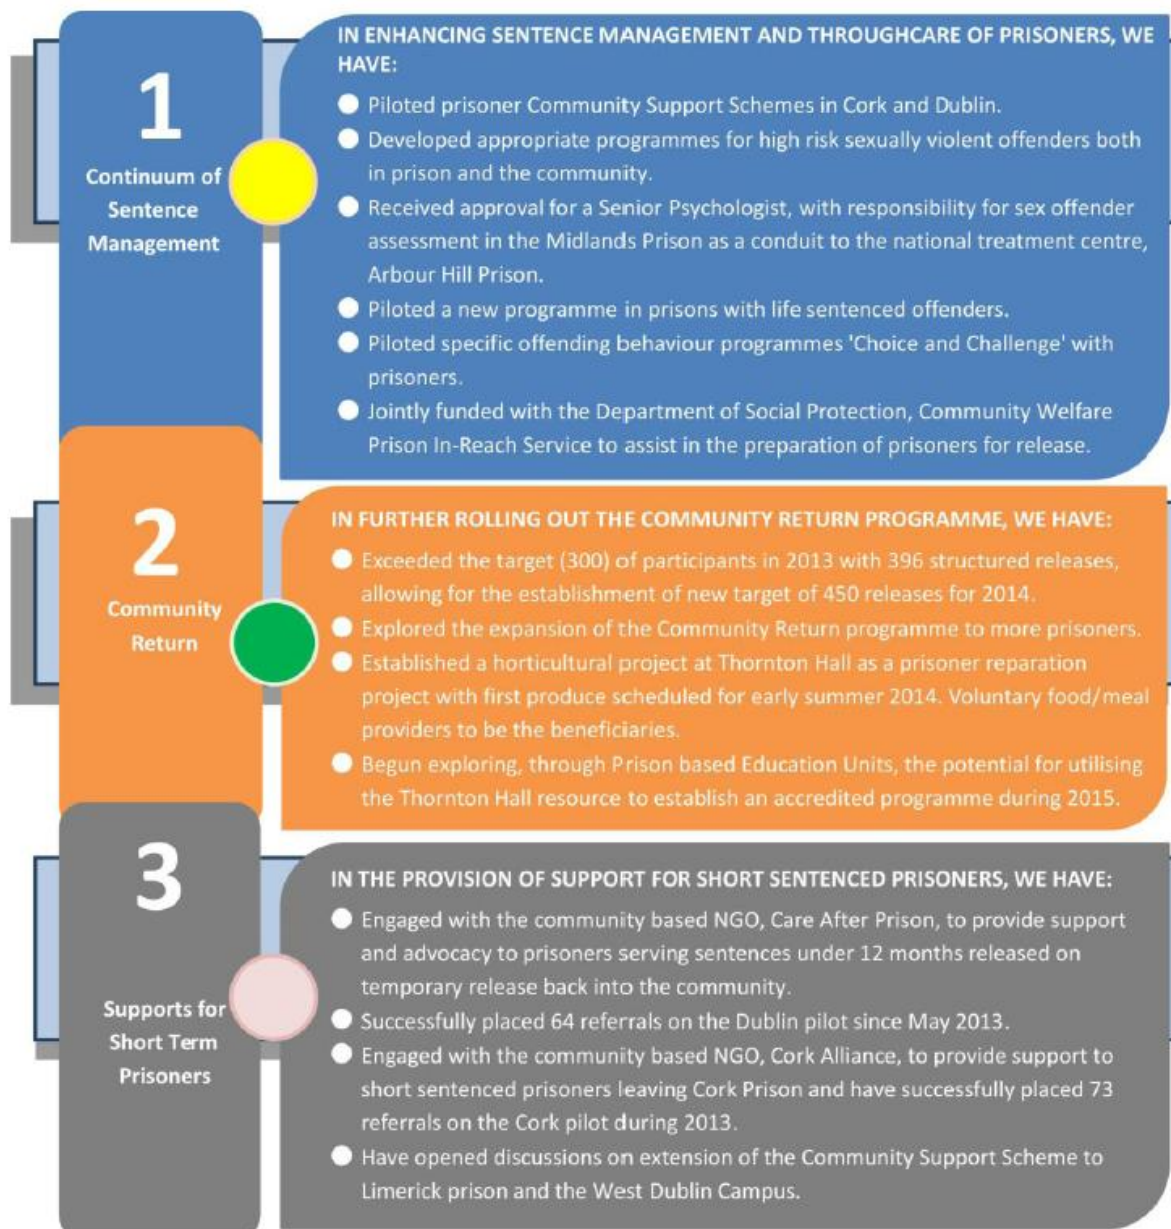 1
Continuum of
Sentence
Management
IN ENHANCING SENTENCE MANAGEMENT AND THROUGHCARE OF PRISONERS, WE
HAVE:
Piloted prisoner Community Support Schemes in Cork and Dublin.
Developed appropriate programmes for high risk sexually violent offenders both
in prison and the community.
Received approval for a Senior Psychologist, with responsibility for sex offender
assessment in the Midlands Prison as a conduit to the national treatment centre,
Arbour Hill Prison.
Piloted a new programme in prisons with life sentenced offenders.
Piloted specific offending behaviour programmes 'Choice and Challenge' with
prisoners.
Jointly funded with the Department of Social Protection, Community Welfare
Prison In-Reach Service to assist in the preparation of prisoners for release.
2
Community
Return
IN FURTHER ROLLING OUT THE COMMUNITY RETURN PROGRAMME, WE HAVE:
Exceeded the target (300) of participants in 2013 with 396 structured releases,
allowing for the establishment of new target of 450 releases for 2014.
Explored the expansion of the Community Return programme to more prisoners.
Established a horticultural project at Thornton Hall as a prisoner reparation
project with first produce scheduled for early summer 2014. Voluntary food/meal
providers to be the beneficiaries.
Begun exploring, through Prison based Education Units, the potential for utilising
the Thornton Hall resource to establish an accredited programme during 2015.
3
Supports for
Short Term
Prisoners
IN THE PROVISION OF SUPPORT FOR SHORT SENTENCED PRISONERS, WE HAVE:
Engaged with the community based NGO, Care After Prison, to provide support
and advocacy to prisoners serving sentences under 12 months released on
temporary release back into the community.
Successfully placed 64 referrals on the Dublin pilot since May 2013.
Engaged with the community based NGO, Cork Alliance, to provide support to
short sentenced prisoners leaving Cork Prison and have successfully placed 73
referrals on the Cork pilot during 2013.
Have opened discussions on extension of the Community Support Scheme to
Limerick prison and the West Dublin Campus.